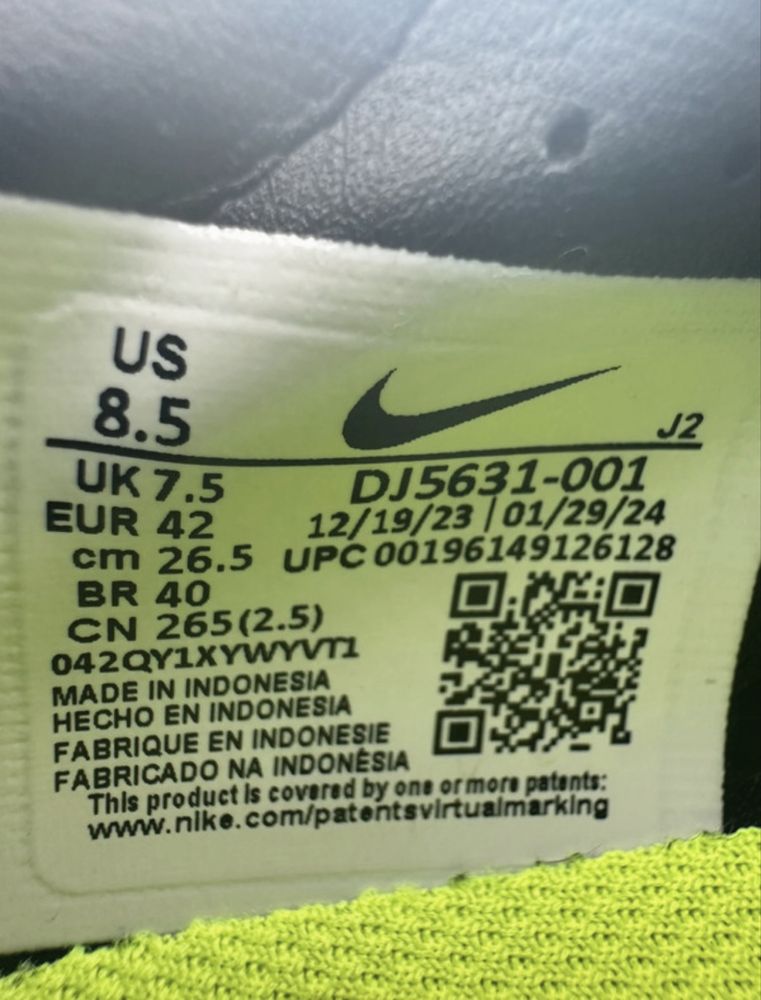 US
8.5
J2
UK 7.5
DJ5631-001
EUR 42
12/19/23 | 01/29/24
cm 26.5
UPC 00196149126128
BR 40
CN 265(2.5)
042QY1XYWYVT1
MADE IN INDONESIA
HECHO EN INDONESIA
FABRIQUE EN INDONESIE
FABRICADO NA INDONÉSIA
This product is covered by one or more patents:
www.nike.com/patentsvirtualmarking